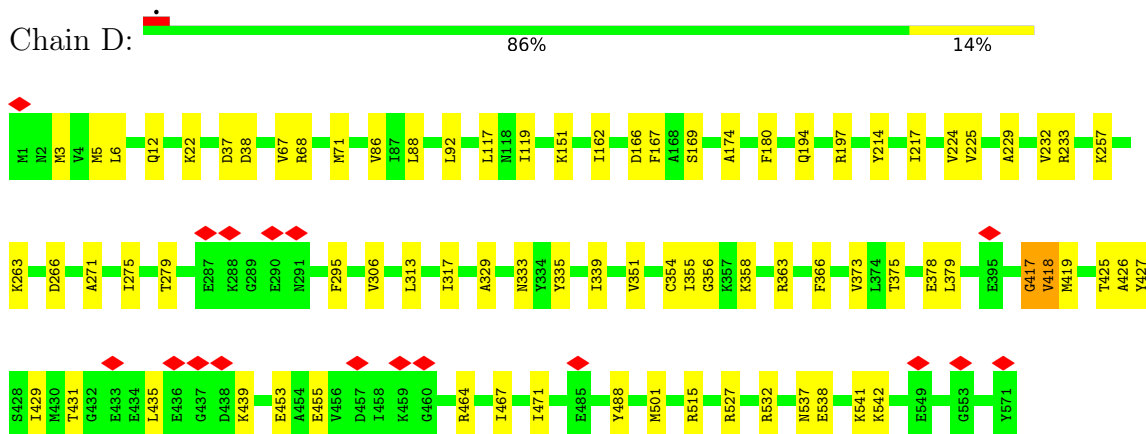 Chain D:
86% 14%
M1 N2 M3 V4 M5 L6 Q12 K22 D37 D38 V67 R68 M71 V86 I87 L88 L92 L117 N118 I119 K151 I162 D166 F167 A168 S169 A174 F180 Q194 R197 Y214 I217 V224 V225 A229 V232 R233 K257
K263 D266 A271 I275 T279 E287 K288 G289 E290 N291 F295 V306 L313 I317 A329 N333 Y334 Y335 I339 V351 C354 I355 G356 K357 K358 R363 F366 V373 L374 T375 E378 L379 E395 G417 V418 M419 T425 A426 Y427
S428 I429 M430 T431 G432 E433 E434 L435 E436 G437 D438 K439 E453 A454 E455 V456 D457 I458 K459 G460 R464 I467 I471 E485 Y488 M501 R515 R527 R532 N537 E538 K541 K542 E549 G553 Y571